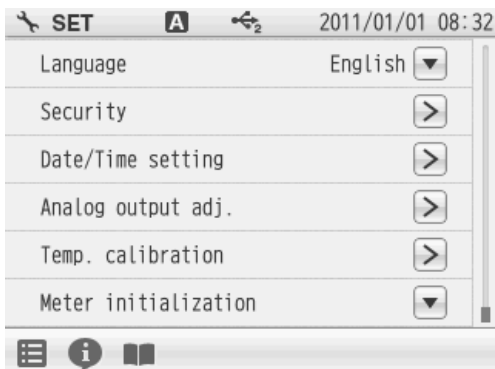 SET A 2 2011/01/01 08:32
Language English
Security
Date/Time setting
Analog output adj.
Temp. calibration
Meter initialization